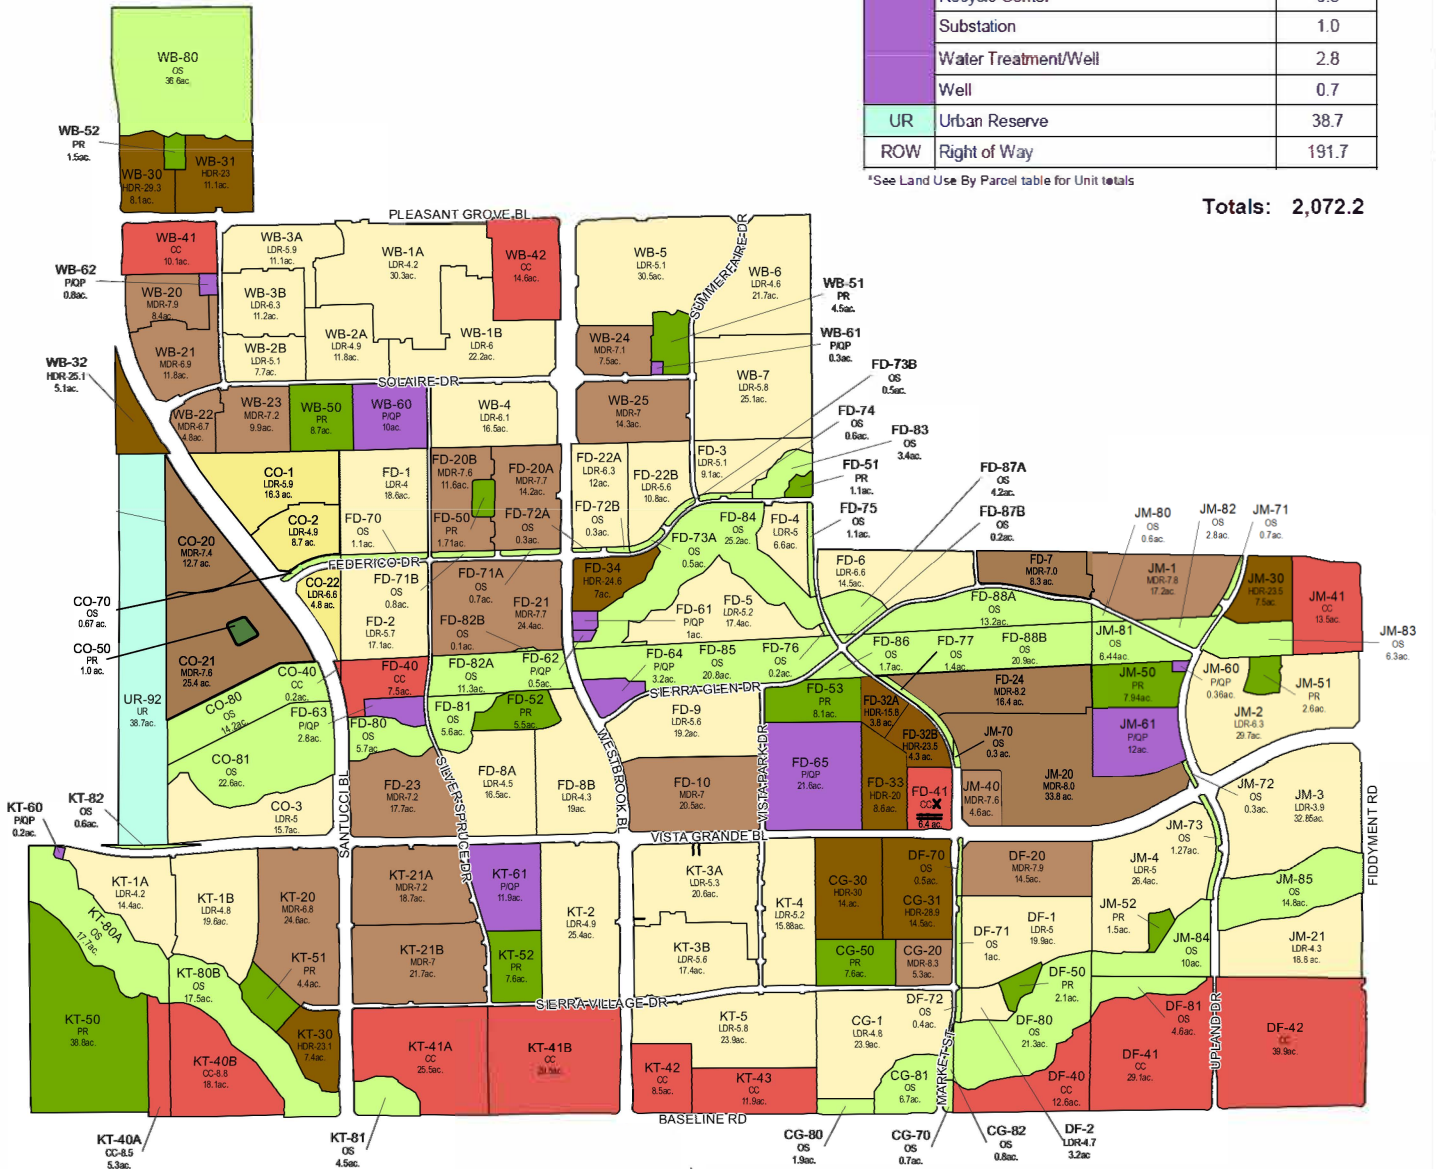 Substation 1.0
Water Treatment/Well 2.8
Well 0.7
UR Urban Reserve 38.7
ROW Right of Way 191.7
*See Land Use By Parcel table for Unit totals
Totals: 2,072.2
WB-80
OS
36.6ac.
WB-52
PR
1.5ac.
WB-30
HDR-29.3
8.1ac.
WB-31
HDR-23
11.1ac.
PLEASANT GROVE BL
WB-41
CC
10.1ac.
WB-62
P/QP
0.8ac.
WB-20
MDR-7.9
8.4ac.
WB-21
MDR-6.9
11.8ac.
WB-3A
LDR-5.9
11.1ac.
WB-3B
LDR-6.3
11.2ac.
WB-2B
LDR-5.1
7.7ac.
WB-2A
LDR-4.9
11.8ac.
WB-1A
LDR-4.2
30.3ac.
WB-1B
LDR-6
22.2ac.
WB-42
CC
14.6ac.
WB-5
LDR-5.1
30.5ac.
SUMMERFAIRE DR
WB-6
LDR-4.6
21.7ac.
WB-51
PR
4.5ac.
WB-61
P/QP
0.3ac.
WB-24
MDR-7.1
7.5ac.
WB-7
LDR-5.8
25.1ac.
WB-32
HDR-25.1
5.1ac.
SOLAIRE DR
WB-22
MDR-6.7
4.8ac.
WB-23
MDR-7.2
9.9ac.
WB-50
PR
8.7ac.
WB-60
P/QP
10ac.
WB-4
LDR-6.1
16.5ac.
WB-25
MDR-7
14.3ac.
FD-73B
OS
0.5ac.
FD-74
OS
0.6ac.
FD-83
OS
3.4ac.
FD-51
PR
1.1ac.
FD-75
OS
1.1ac.
FD-87A
OS
4.2ac.
FD-87B
OS
0.2ac.
CO-1
LDR-5.9
16.3 ac.
CO-2
LDR-4.9
8.7 ac.
FD-1
LDR-4
18.6ac.
FD-70
OS
1.1ac.
FD-20B
MDR-7.6
11.6ac.
FD-20A
MDR-7.7
14.2ac.
FD-50
PR
1.71ac.
FD-72A
OS
0.3ac.
FD-22A
LDR-6.3
12ac.
FD-72B
OS
0.3ac.
FD-22B
LDR-5.6
10.8ac.
FD-3
LDR-5.1
9.1ac.
FD-84
OS
25.2ac.
FD-4
LDR-5
6.6ac.
FD-73A
OS
0.5ac.
CO-20
MDR-7.4
12.7 ac.
FEDERICO DR
CO-22
LDR-6.6
4.8 ac.
FD-71B
OS
0.8ac.
FD-2
LDR-5.7
17.1ac.
FD-71A
OS
0.7ac.
FD-21
MDR-7.7
24.4ac.
FD-82B
OS
0.1ac.
FD-34
HDR-24.6
7ac.
FD-61
P/QP
1ac.
FD-5
LDR-5.2
17.4ac.
FD-6
LDR-6.6
14.5ac.
FD-7
MDR-7.0
8.3 ac.
JM-80
OS
0.6ac.
JM-82
OS
2.8ac.
JM-71
OS
0.7ac.
JM-1
MDR-7.8
17.2ac.
JM-30
HDR-23.5
7.5ac.
JM-41
CC
13.5ac.
JM-83
OS
6.3ac.
CO-70
OS
0.67 ac.
CO-50
PR
1.0 ac.
CO-21
MDR-7.6
25.4 ac.
UR-92
UR
38.7ac.
CO-40
CC
0.2ac.
CO-80
OS
14.2ac.
CO-81
OS
22.6ac.
CO-3
LDR-5
15.7ac.
FD-40
CC
7.5ac.
FD-63
P/QP
2.8ac.
FD-80
OS
5.7ac.
FD-82A
OS
11.3ac.
FD-81
OS
5.6ac.
FD-62
P/QP
0.5ac.
FD-52
PR
5.5ac.
FD-64
P/QP
3.2ac.
FD-85
OS
20.8ac.
FD-76
OS
0.2ac.
FD-86
OS
1.7ac.
FD-77
OS
1.4ac.
FD-88A
OS
13.2ac.
FD-88B
OS
20.9ac.
JM-81
OS
6.44ac.
SIERRA GLEN DR
FD-53
PR
8.1ac.
FD-32A
HDR-15.8
3.8 ac.
FD-24
MDR-8.2
16.4 ac.
JM-50
PR
7.94ac.
JM-60
P/QP
0.36ac.
JM-51
PR
2.6ac.
JM-2
LDR-6.3
29.7ac.
FD-9
LDR-5.6
19.2ac.
FD-65
P/QP
21.6ac.
FD-32B
HDR-23.5
4.3 ac.
JM-70
OS
0.3 ac.
JM-61
P/QP
12ac.
FD-23
MDR-7.2
17.7ac.
FD-8A
LDR-4.5
16.5ac.
FD-8B
LDR-4.3
19ac.
FD-10
MDR-7
20.5ac.
FD-33
HDR-20
8.6ac.
FD-41
CC
6.4 ac.
JM-40
MDR-7.6
4.6ac.
JM-20
MDR-8.0
33.8 ac.
JM-72
OS
0.3ac.
JM-3
LDR-3.9
32.85ac.
SANTUCCI BL
SILVER SPRUCE DR
WESTBROOK BL
VISTA PARK DR
FIDDYMENT RD
KT-60
P/QP
0.2ac.
KT-82
OS
0.6ac.
VISTA GRANDE BL
KT-1A
LDR-4.2
14.4ac.
KT-1B
LDR-4.8
19.6ac.
KT-20
MDR-6.8
24.6ac.
KT-21A
MDR-7.2
18.7ac.
KT-61
P/QP
11.9ac.
KT-2
LDR-4.9
25.4ac.
KT-3A
LDR-5.3
20.6ac.
KT-4
LDR-5.2
15.88ac.
CG-30
HDR-30
14.ac.
DF-70
OS
0.5ac.
CG-31
HDR-28.9
14.5ac.
DF-20
MDR-7.9
14.5ac.
JM-4
LDR-5
26.4ac.
JM-73
OS
1.27ac.
JM-85
OS
14.8ac.
KT-80A
OS
17.7ac.
KT-80B
OS
17.5ac.
KT-51
PR
4.4ac.
KT-21B
MDR-7
21.7ac.
KT-52
PR
7.6ac.
KT-3B
LDR-5.6
17.4ac.
CG-50
PR
7.6ac.
CG-20
MDR-8.3
5.3ac.
DF-71
OS
1ac.
DF-1
LDR-5
19.9ac.
JM-52
PR
1.5ac.
JM-84
OS
10ac.
JM-21
LDR-4.3
18.8 ac.
KT-50
PR
38.8ac.
SIERRA VILLAGE DR
KT-30
HDR-23.1
7.4ac.
KT-40B
CC-8.8
18.1ac.
KT-41A
CC
25.5ac.
KT-41B
CC
KT-5
LDR-5.8
23.9ac.
KT-42
CC
8.5ac.
KT-43
CC
11.9ac.
CG-1
LDR-4.8
23.9ac.
DF-72
OS
0.4ac.
CG-81
OS
6.7ac.
MARKET ST
DF-50
PR
2.1ac.
DF-80
OS
21.3ac.
DF-81
OS
4.6ac.
DF-40
CC
12.6ac.
DF-41
CC
29.1ac.
UPLAND DR
DF-42
CC
39.9ac.
BASELINE RD
KT-40A
CC-8.5
5.3ac.
KT-81
OS
4.5ac.
CG-80
OS
1.9ac.
CG-70
OS
0.7ac.
CG-82
OS
0.8ac.
DF-2
LDR-4.7
3.2ac